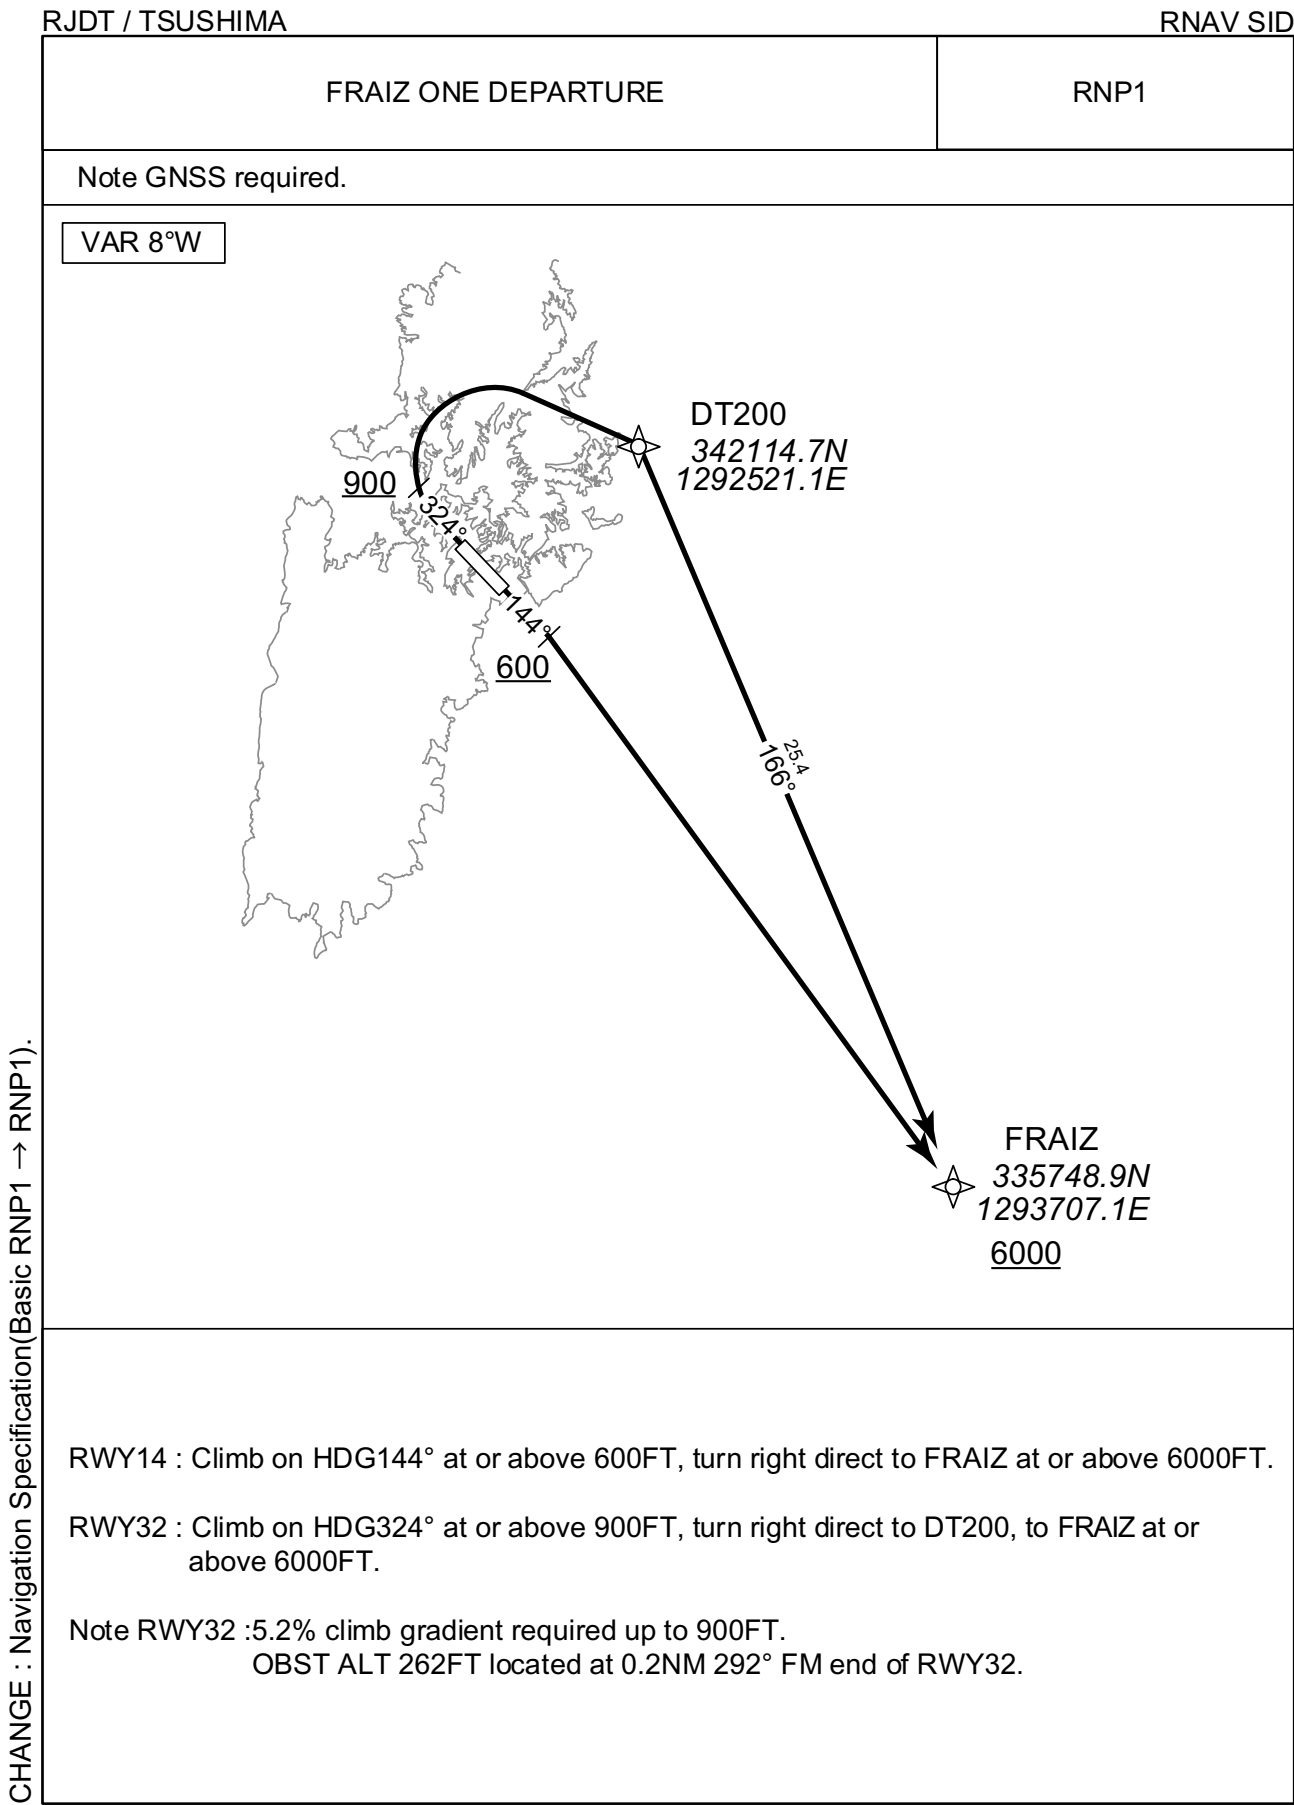 RJDT / TSUSHIMA
RNAV SID
FRAIZ ONE DEPARTURE
RNP1
Note GNSS required.
VAR 8°W
DT200
342114.7N
1292521.1E
900
324°
144°
600
25.4
166°
FRAIZ
335748.9N
1293707.1E
6000
RWY14 : Climb on HDG144° at or above 600FT, turn right direct to FRAIZ at or above 6000FT.
RWY32 : Climb on HDG324° at or above 900FT, turn right direct to DT200, to FRAIZ at or
above 6000FT.
Note RWY32 :5.2% climb gradient required up to 900FT.
OBST ALT 262FT located at 0.2NM 292° FM end of RWY32.
CHANGE : Navigation Specification(Basic RNP1 → RNP1).